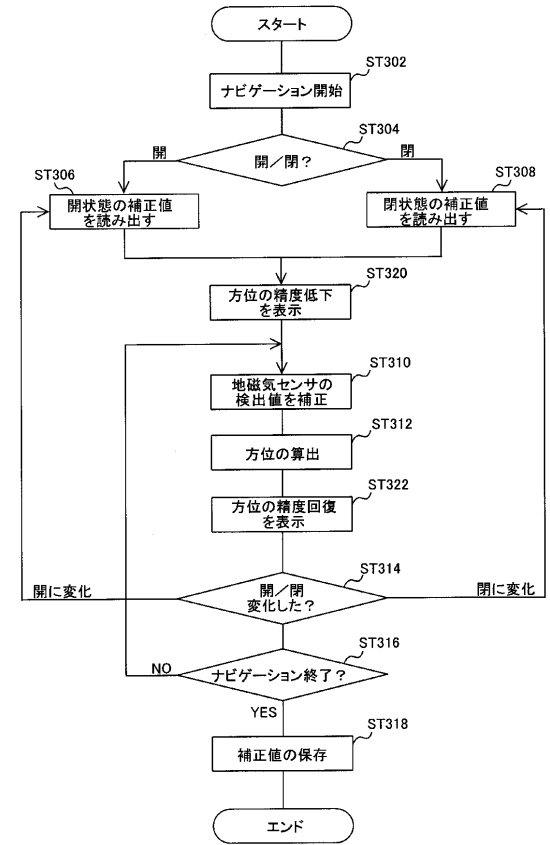 スタート
ST302
ナビゲーション開始
ST304
開／閉？
開
閉
ST306
開状態の補正値
を読み出す
ST308
閉状態の補正値
を読み出す
ST320
方位の精度低下
を表示
ST310
地磁気センサの
検出値を補正
ST312
方位の算出
ST322
方位の精度回復
を表示
ST314
開／閉
変化した？
開に変化
閉に変化
ST316
ナビゲーション終了？
NO
YES
ST318
補正値の保存
エンド